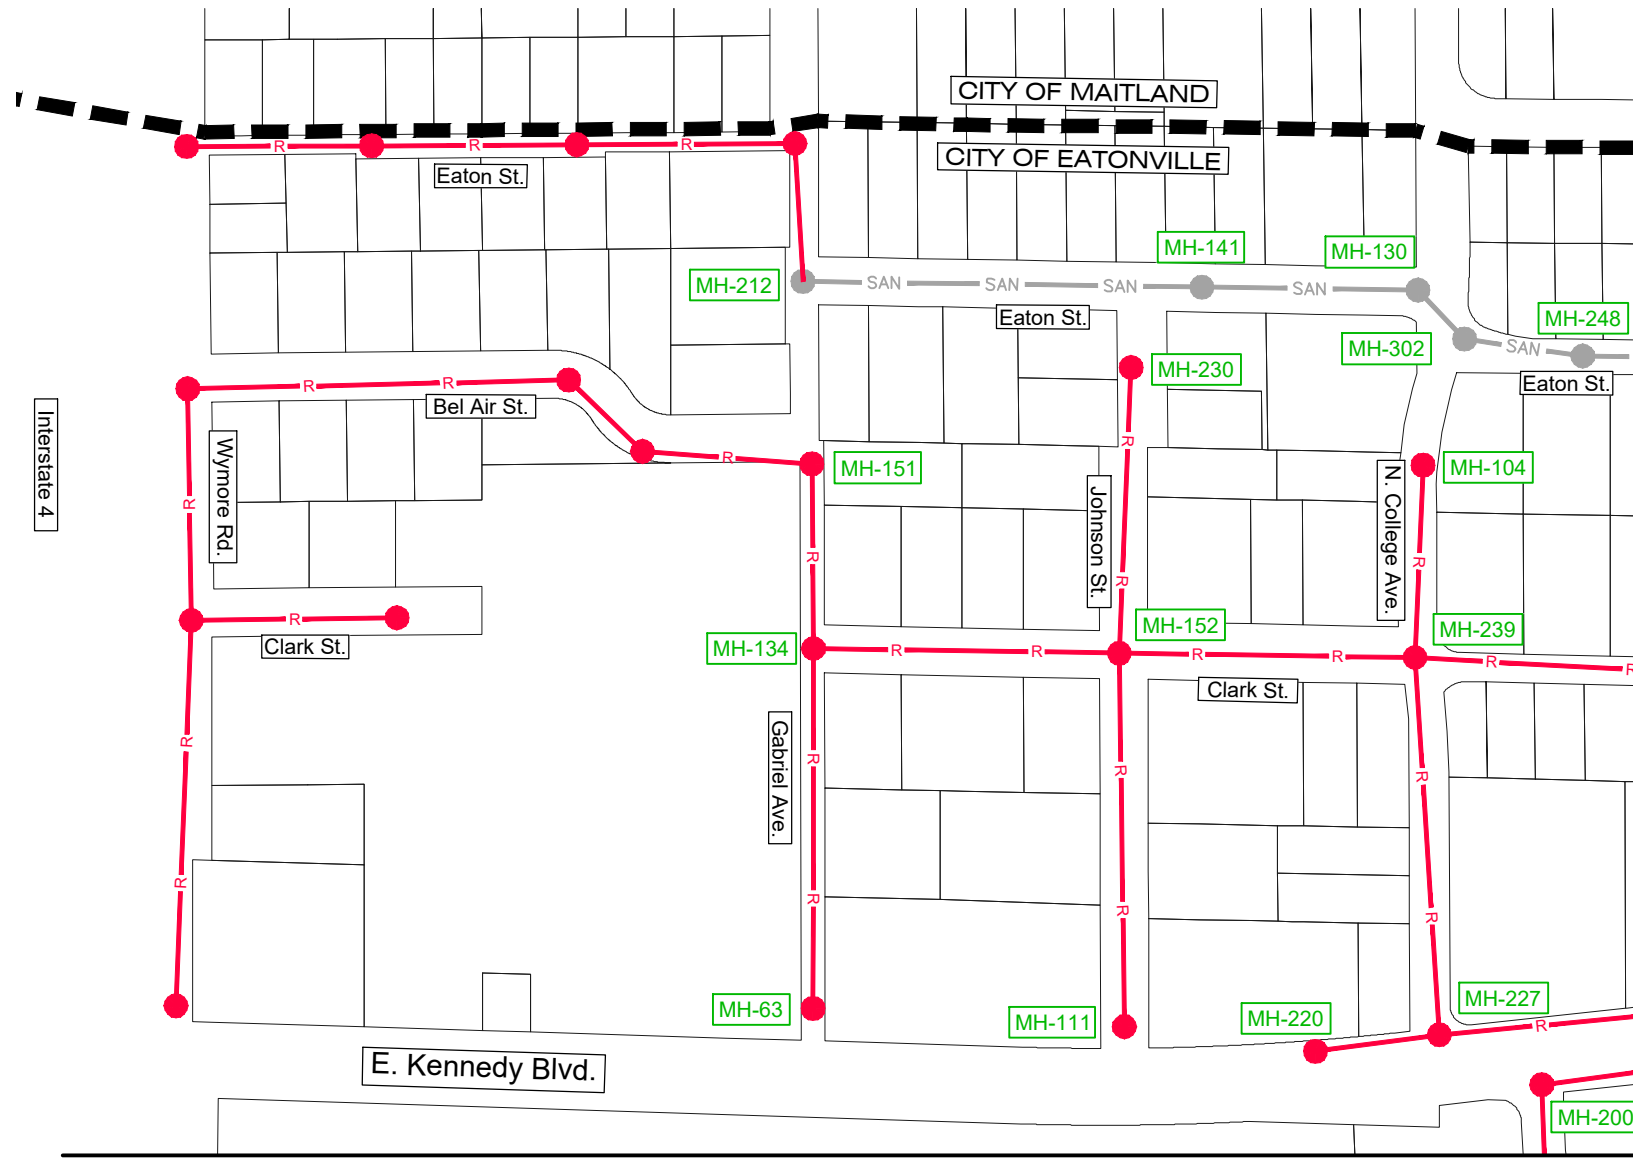 CITY OF MAITLAND
R
R
R
CITY OF EATONVILLE
Eaton St.
MH-141
MH-130
MH-212
SAN
SAN
SAN
SAN
Eaton St.
MH-248
MH-302
SAN
MH-230
Eaton St.
R
R
Bel Air St.
Interstate 4
Wymore Rd.
R
R
MH-151
R
MH-104
R
Johnson St.
N. College Ave.
R
R
R
R
Clark St.
MH-134
R
R
MH-152
R
R
MH-239
R
R
Clark St.
R
Gabriel Ave.
R
R
R
R
R
R
R
MH-63
MH-111
MH-220
MH-227
R
E. Kennedy Blvd.
MH-200